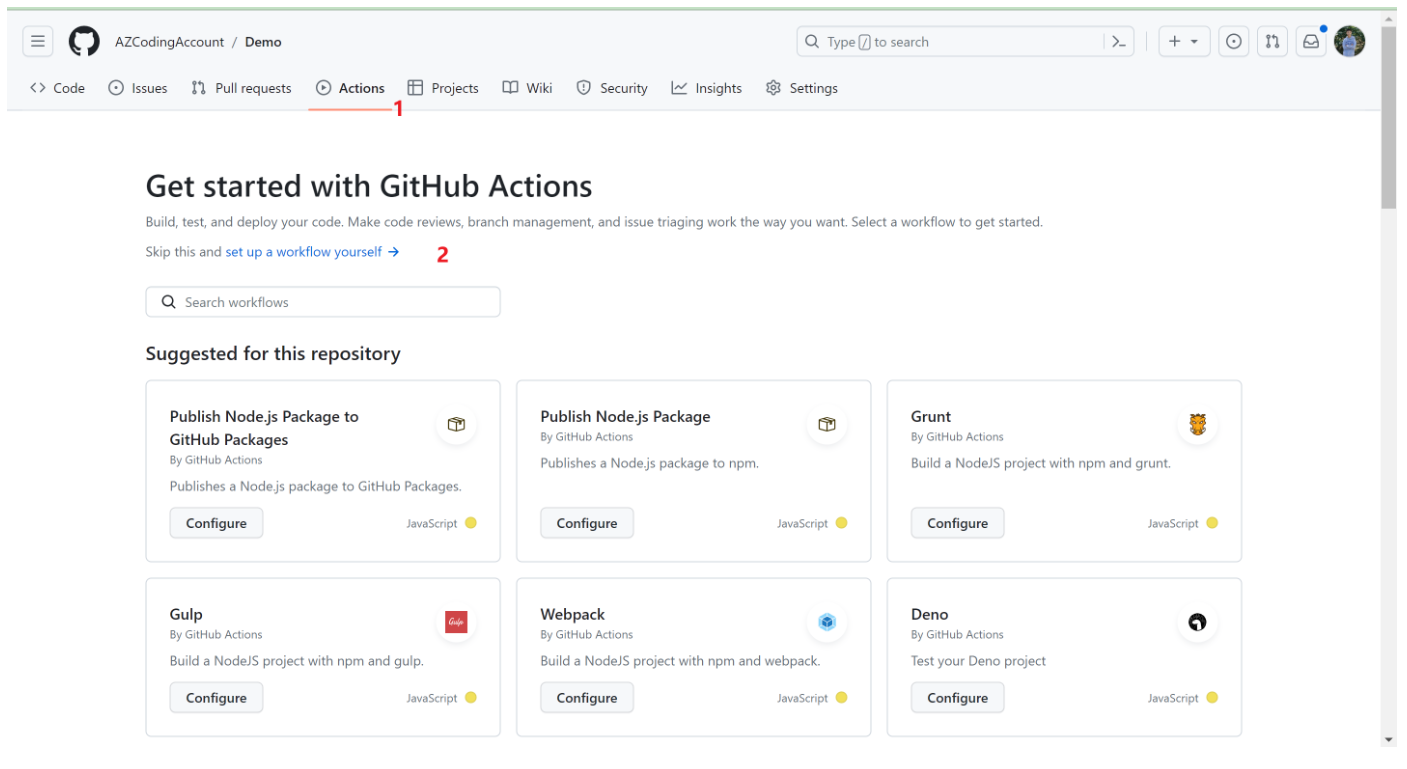 AZCodingAccount / Demo
Type / to search
Code Issues Pull requests Actions Projects Wiki Security Insights Settings
1
Get started with GitHub Actions
Build, test, and deploy your code. Make code reviews, branch management, and issue triaging work the way you want. Select a workflow to get started.
Skip this and set up a workflow yourself →
2
Search workflows
Suggested for this repository
Publish Node.js Package to
GitHub Packages
By GitHub Actions
Publishes a Node.js package to GitHub Packages.
Configure
JavaScript
Publish Node.js Package
By GitHub Actions
Publishes a Node.js package to npm.
Configure
JavaScript
Grunt
By GitHub Actions
Build a NodeJS project with npm and grunt.
Configure
JavaScript
Gulp
By GitHub Actions
Build a NodeJS project with npm and gulp.
Gulp
Configure
JavaScript
Webpack
By GitHub Actions
Build a NodeJS project with npm and webpack.
Configure
JavaScript
Deno
By GitHub Actions
Test your Deno project
Configure
JavaScript